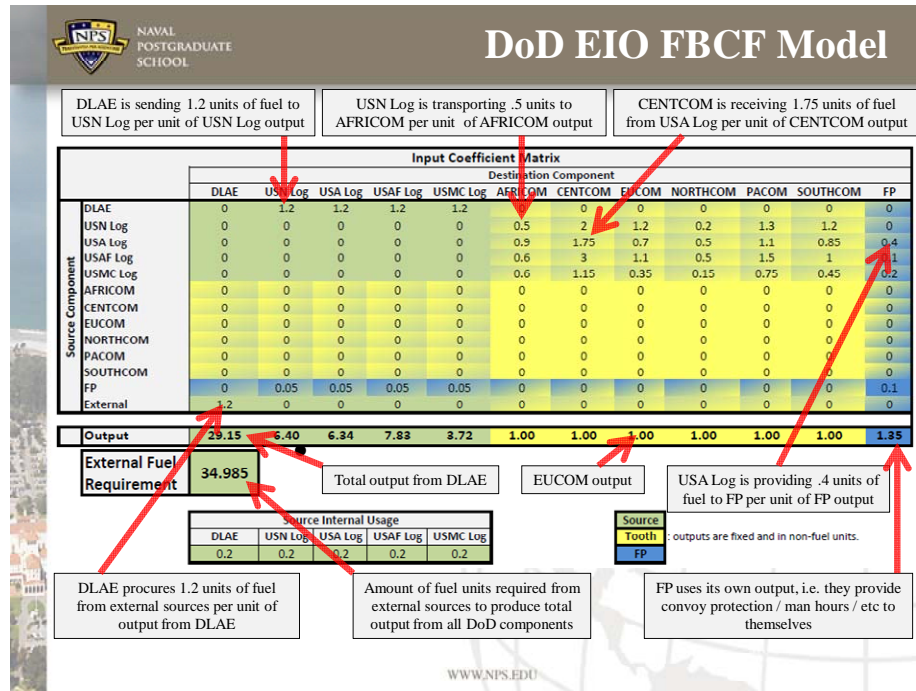 NPS
NAVAL
POSTGRADUATE
SCHOOL
DoD EIO FBCF Model
DLAE is sending 1.2 units of fuel to
USN Log per unit of USN Log output
USN Log is transporting .5 units to
AFRICOM per unit of AFRICOM output
CENTCOM is receiving 1.75 units of fuel
from USA Log per unit of CENTCOM output
Input Coefficient Matrix
Destination Component
DLAE USN Log USA Log USAF Log USMC Log AFRICOM CENTCOM EUCOM NORTHCOM PACOM SOUTHCOM FP
Source Component
DLAE 0 1.2 1.2 1.2 1.2 0 0 0 0 0 0 0
USN Log 0 0 0 0 0 0.5 2 1.2 0.2 1.3 1.2 0
USA Log 0 0 0 0 0 0.9 1.75 0.7 0.5 1.1 0.85 0.4
USAF Log 0 0 0 0 0 0.6 3 1.1 0.5 1.5 1 0.1
USMC Log 0 0 0 0 0 0.6 1.15 0.35 0.15 0.75 0.45 0.2
AFRICOM 0 0 0 0 0 0 0 0 0 0 0 0
CENTCOM 0 0 0 0 0 0 0 0 0 0 0 0
EUCOM 0 0 0 0 0 0 0 0 0 0 0 0
NORTHCOM 0 0 0 0 0 0 0 0 0 0 0 0
PACOM 0 0 0 0 0 0 0 0 0 0 0 0
SOUTHCOM 0 0 0 0 0 0 0 0 0 0 0 0
FP 0 0.05 0.05 0.05 0.05 0 0 0 0 0 0 0.1
External 1.2 0 0 0 0 0 0 0 0 0 0 0
Output 29.15 6.40 6.34 7.83 3.72 1.00 1.00 1.00 1.00 1.00 1.00 1.35
External Fuel
Requirement
34.985
Total output from DLAE
EUCOM output
USA Log is providing .4 units of
fuel to FP per unit of FP output
Source Internal Usage
DLAE USN Log USA Log USAF Log USMC Log
0.2 0.2 0.2 0.2 0.2
Source
Tooth : outputs are fixed and in non-fuel units.
FP
DLAE procures 1.2 units of fuel
from external sources per unit of
output from DLAE
Amount of fuel units required from
external sources to produce total
output from all DoD components
FP uses its own output, i.e. they provide
convoy protection / man hours / etc to
themselves
WWW.NPS.EDU